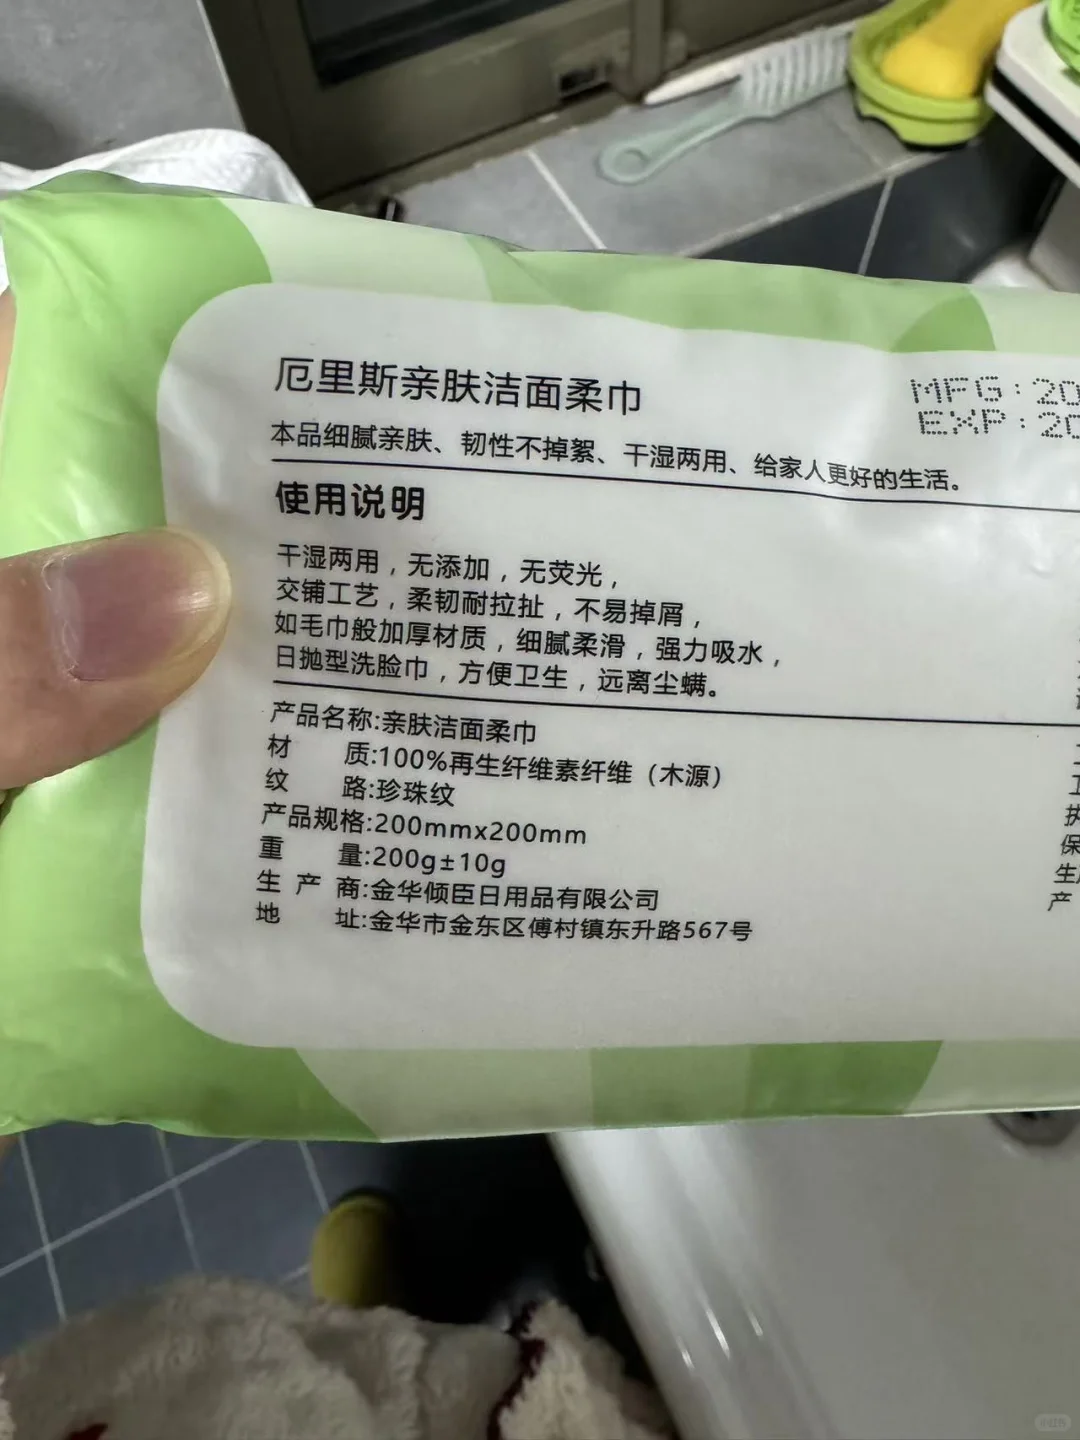 厄里斯亲肤洁面柔巾
MFG: 20
EXP: 20
本品细腻亲肤、韧性不掉絮、干湿两用、给家人更好的生活。
使用说明
干湿两用，无添加，无荧光，
交铺工艺，柔韧耐拉扯，不易掉屑，
如毛巾般加厚材质，细腻柔滑，强力吸水，
日抛型洗脸巾，方便卫生，远离尘螨。
产品名称:亲肤洁面柔巾
材 质:100%再生纤维素纤维（木源）
纹 路:珍珠纹
产品规格:200mmx200mm
重 量:200g±10g
生 产 商:金华倾臣日用品有限公司
地 址:金华市金东区傅村镇东升路567号
执
保
生
产